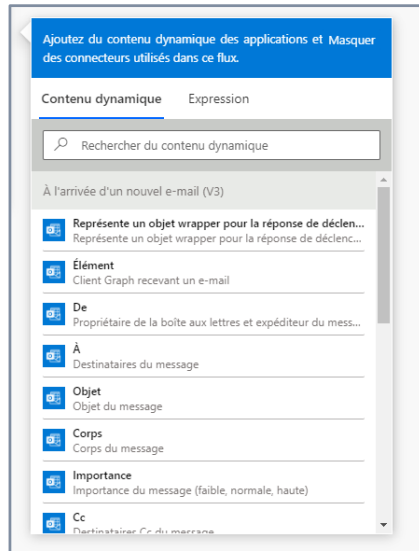 Ajoutez du contenu dynamique des applications et Masquer
des connecteurs utilisés dans ce flux.
Contenu dynamique Expression
Rechercher du contenu dynamique
À l'arrivée d'un nouvel e-mail (V3)
Représente un objet wrapper pour la réponse de déclen...
Représente un objet wrapper pour la réponse de déclenc...
Élément
Client Graph recevant un e-mail
De
Propriétaire de la boîte aux lettres et expéditeur du mess...
À
Destinataires du message
Objet
Objet du message
Corps
Corps du message
Importance
Importance du message (faible, normale, haute)
Cc
Destinataires Cc du message